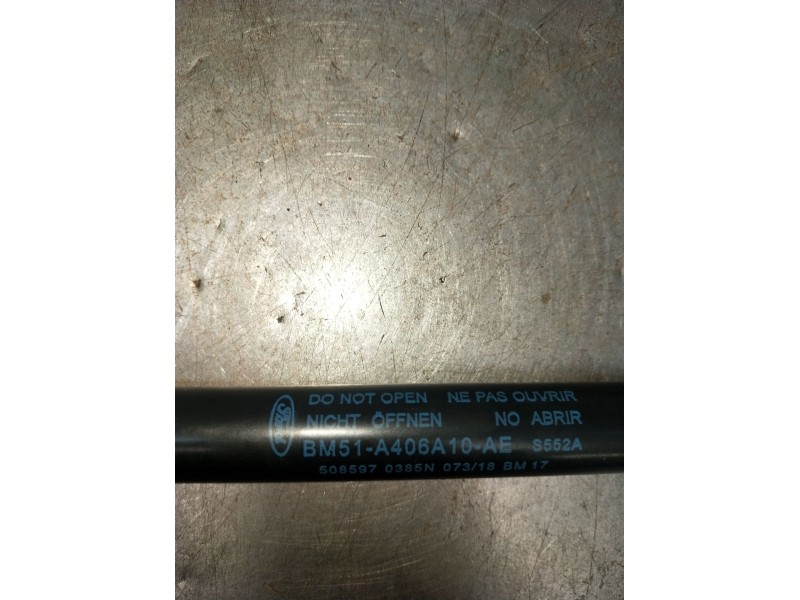 Ford
DO NOT OPEN NE PAS OUVRIR
NICHT ÖFFNEN NO ABRIR
BM51-A406A10-AE S552A
508597 0385N 073/18 BM 17